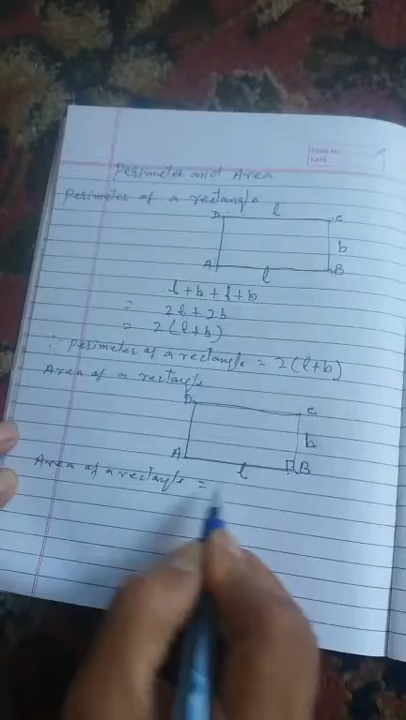 Perimeter and Area
Perimeter of a rectangle
D l C
b
A l B
l+b+l+b
= 2l+2b
= 2(l+b)
∴ perimeter of a rectangle = 2(l+b)
Area of a rectangle
D C
b
A l B
Area of a rectangle =